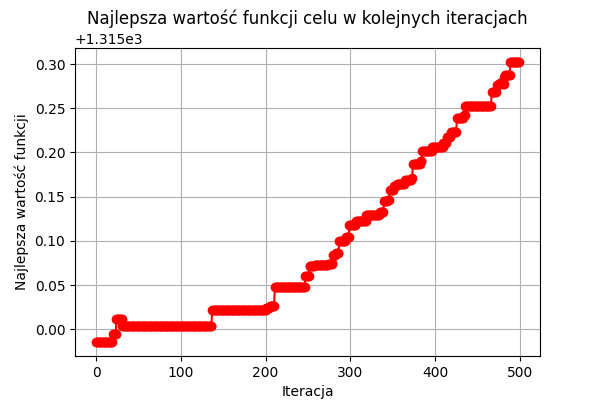 Najlepsza wartość funkcji celu w kolejnych iteracjach
+1.315e3
0.30
0.25
0.20
0.15
0.10
0.05
0.00
Najlepsza wartość funkcji
0 100 200 300 400 500
Iteracja